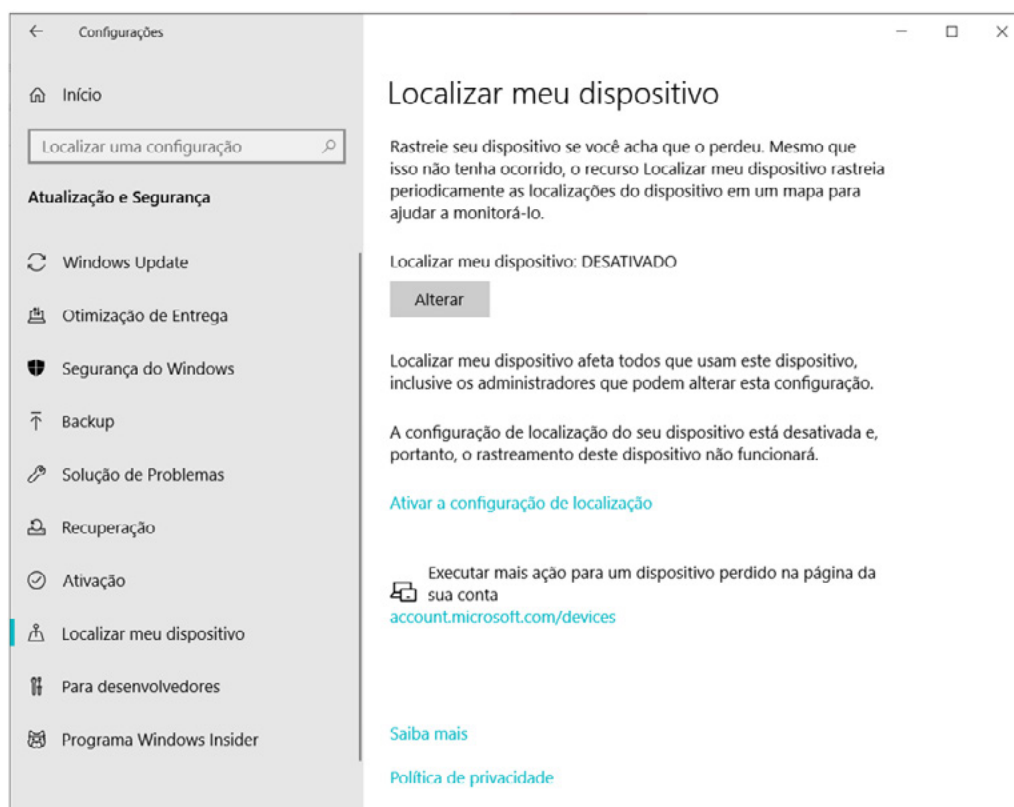 Configurações
Início
Localizar uma configuração
Atualização e Segurança
Windows Update
Otimização de Entrega
Segurança do Windows
Backup
Solução de Problemas
Recuperação
Ativação
Localizar meu dispositivo
Para desenvolvedores
Programa Windows Insider
Localizar meu dispositivo
Rastreie seu dispositivo se você acha que o perdeu. Mesmo que
isso não tenha ocorrido, o recurso Localizar meu dispositivo rastreia
periodicamente as localizações do dispositivo em um mapa para
ajudar a monitorá-lo.
Localizar meu dispositivo: DESATIVADO
Alterar
Localizar meu dispositivo afeta todos que usam este dispositivo,
inclusive os administradores que podem alterar esta configuração.
A configuração de localização do seu dispositivo está desativada e,
portanto, o rastreamento deste dispositivo não funcionará.
Ativar a configuração de localização
Executar mais ação para um dispositivo perdido na página da
sua conta
account.microsoft.com/devices
Saiba mais
Política de privacidade